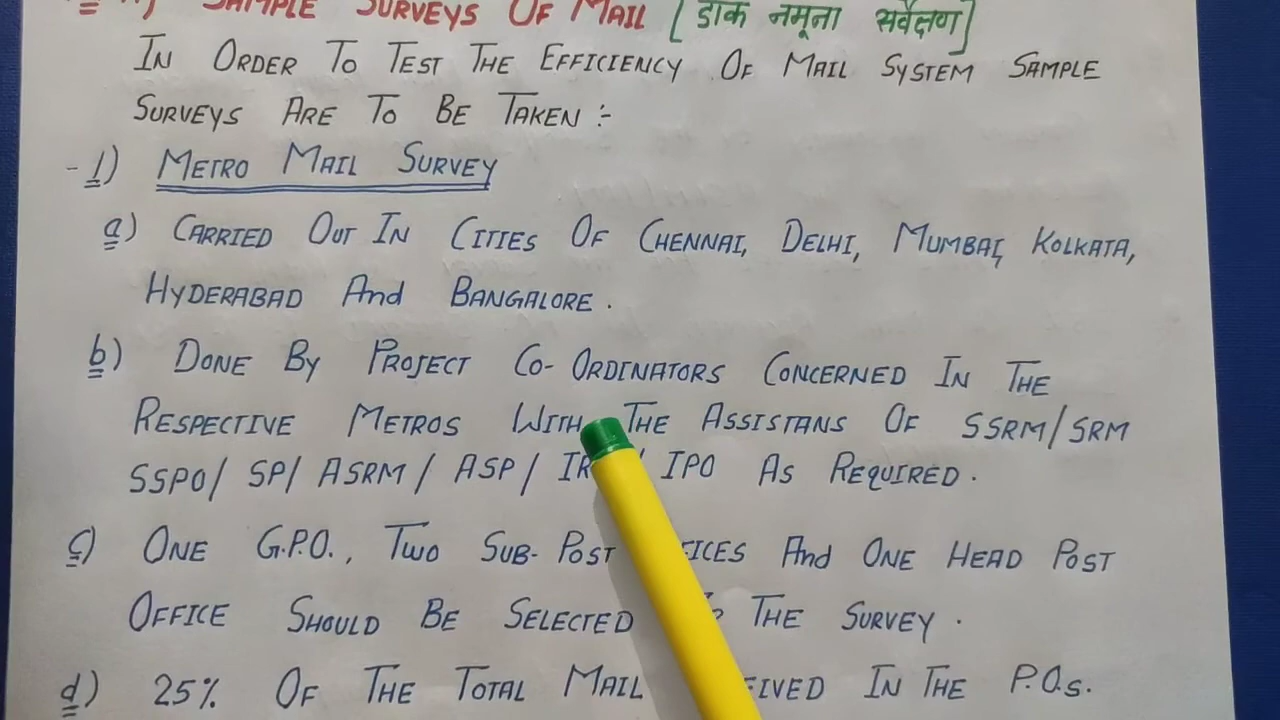 SAMPLE SURVEYS OF MAIL [डाक नमूना सर्वेक्षण]
IN ORDER TO TEST THE EFFICIENCY OF MAIL SYSTEM SAMPLE
SURVEYS ARE TO BE TAKEN :-
-1) METRO MAIL SURVEY
a) CARRIED OUT IN CITIES OF CHENNAI, DELHI, MUMBAI, KOLKATA,
HYDERABAD And BANGALORE.
b) DONE BY PROJECT CO-ORDINATORS CONCERNED IN THE
RESPECTIVE METROS WITH THE ASSISTANS OF SSRM/SRM
SSPO/ SP/ ASRM/ ASP/ / IPO AS REQUIRED.
c) ONE G.P.O., TWO SUB-POST And ONE HEAD POST
OFFICE SHOULD BE SELECTED THE SURVEY.
d) 25% OF THE TOTAL MAIL IN THE P.O.s.